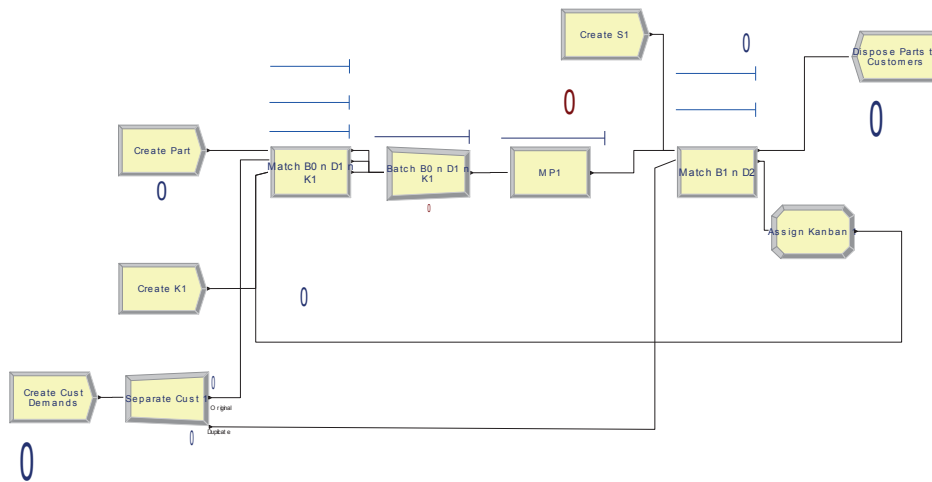 Create S1
0
Dispose Parts t
Customers
0
0
Create Part
0
Match B0 n D1 n
K1
Batch B0 n D1 n
K1
0
MP1
Match B1 n D2
Assign Kanban
Create K1
0
Create Cust
Demands
0
Separate Cust 1
0
Original
0
Duplicate